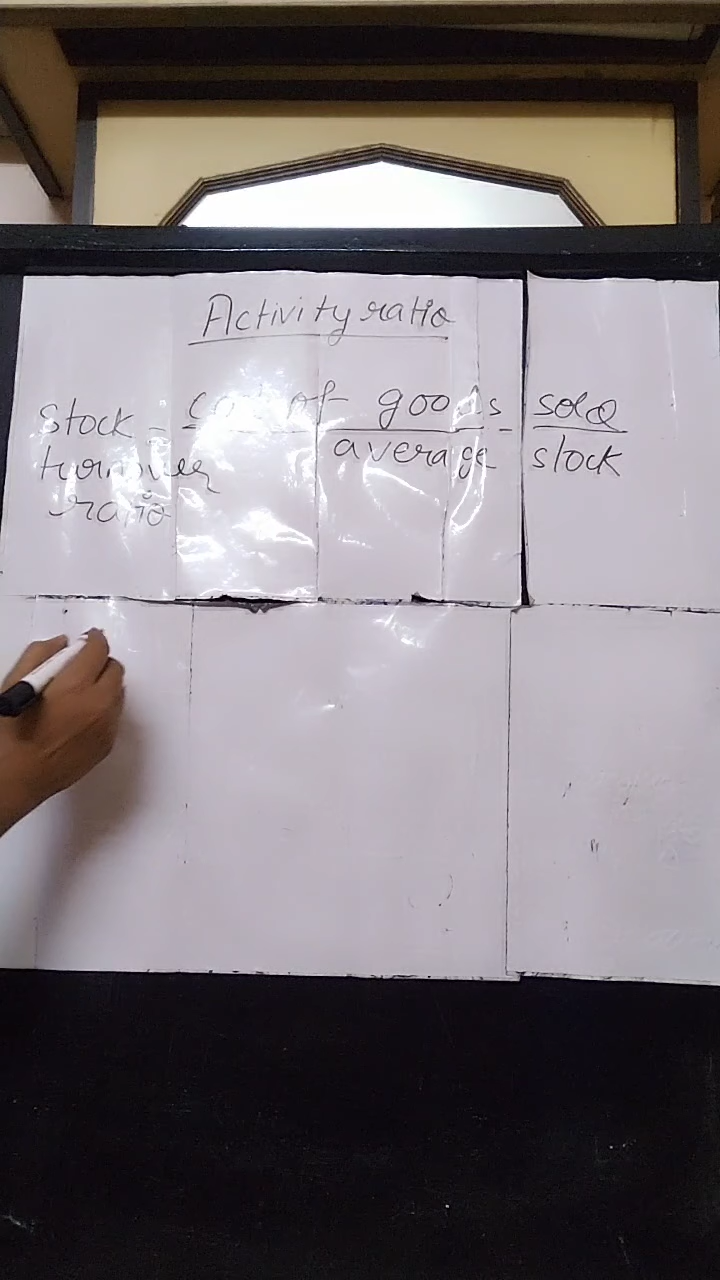 Activity ratio
Stock = cost of goods sold
turnover average stock
ratio